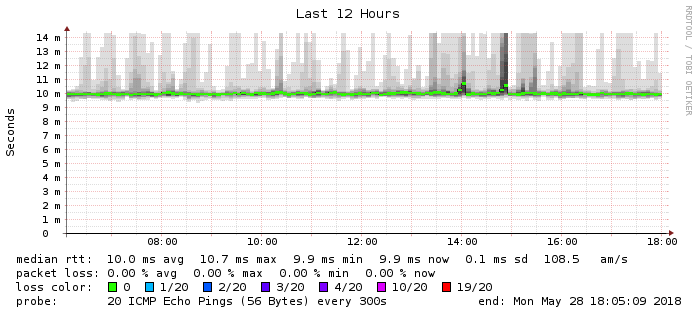 Last 12 Hours
RRDTOOL / TOBI OETIKER
Seconds
14 m
13 m
12 m
11 m
10 m
9 m
8 m
7 m
6 m
5 m
4 m
3 m
2 m
1 m
0
08:00 10:00 12:00 14:00 16:00 18:00
median rtt: 10.0 ms avg 10.7 ms max 9.9 ms min 9.9 ms now 0.1 ms sd 108.5 am/s
packet loss: 0.00 % avg 0.00 % max 0.00 % min 0.00 % now
loss color: 0 1/20 2/20 3/20 4/20 10/20 19/20
probe: 20 ICMP Echo Pings (56 Bytes) every 300s end: Mon May 28 18:05:09 2018